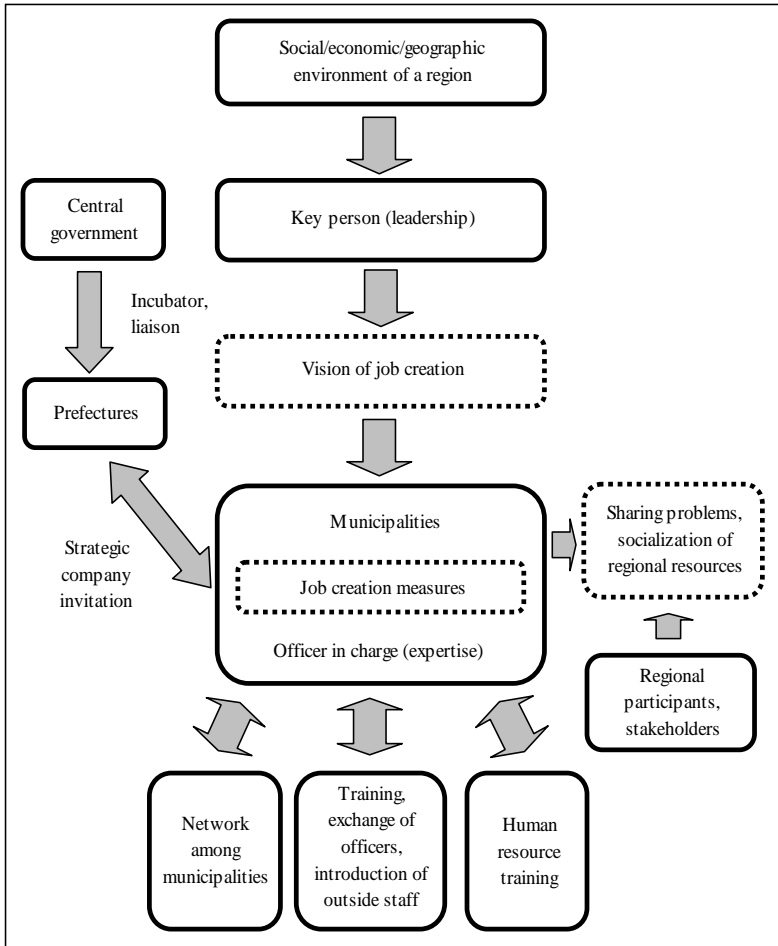 Social/economic/geographic
environment of a region
Central
government
Key person (leadership)
Incubator,
liaison
Vision of job creation
Prefectures
Municipalities
Sharing problems,
socialization of
regional resources
Strategic
company
invitation
Job creation measures
Officer in charge (expertise)
Regional
participants,
stakeholders
Network
among
municipalities
Training,
exchange of
officers,
introduction of
outside staff
Human
resource
training